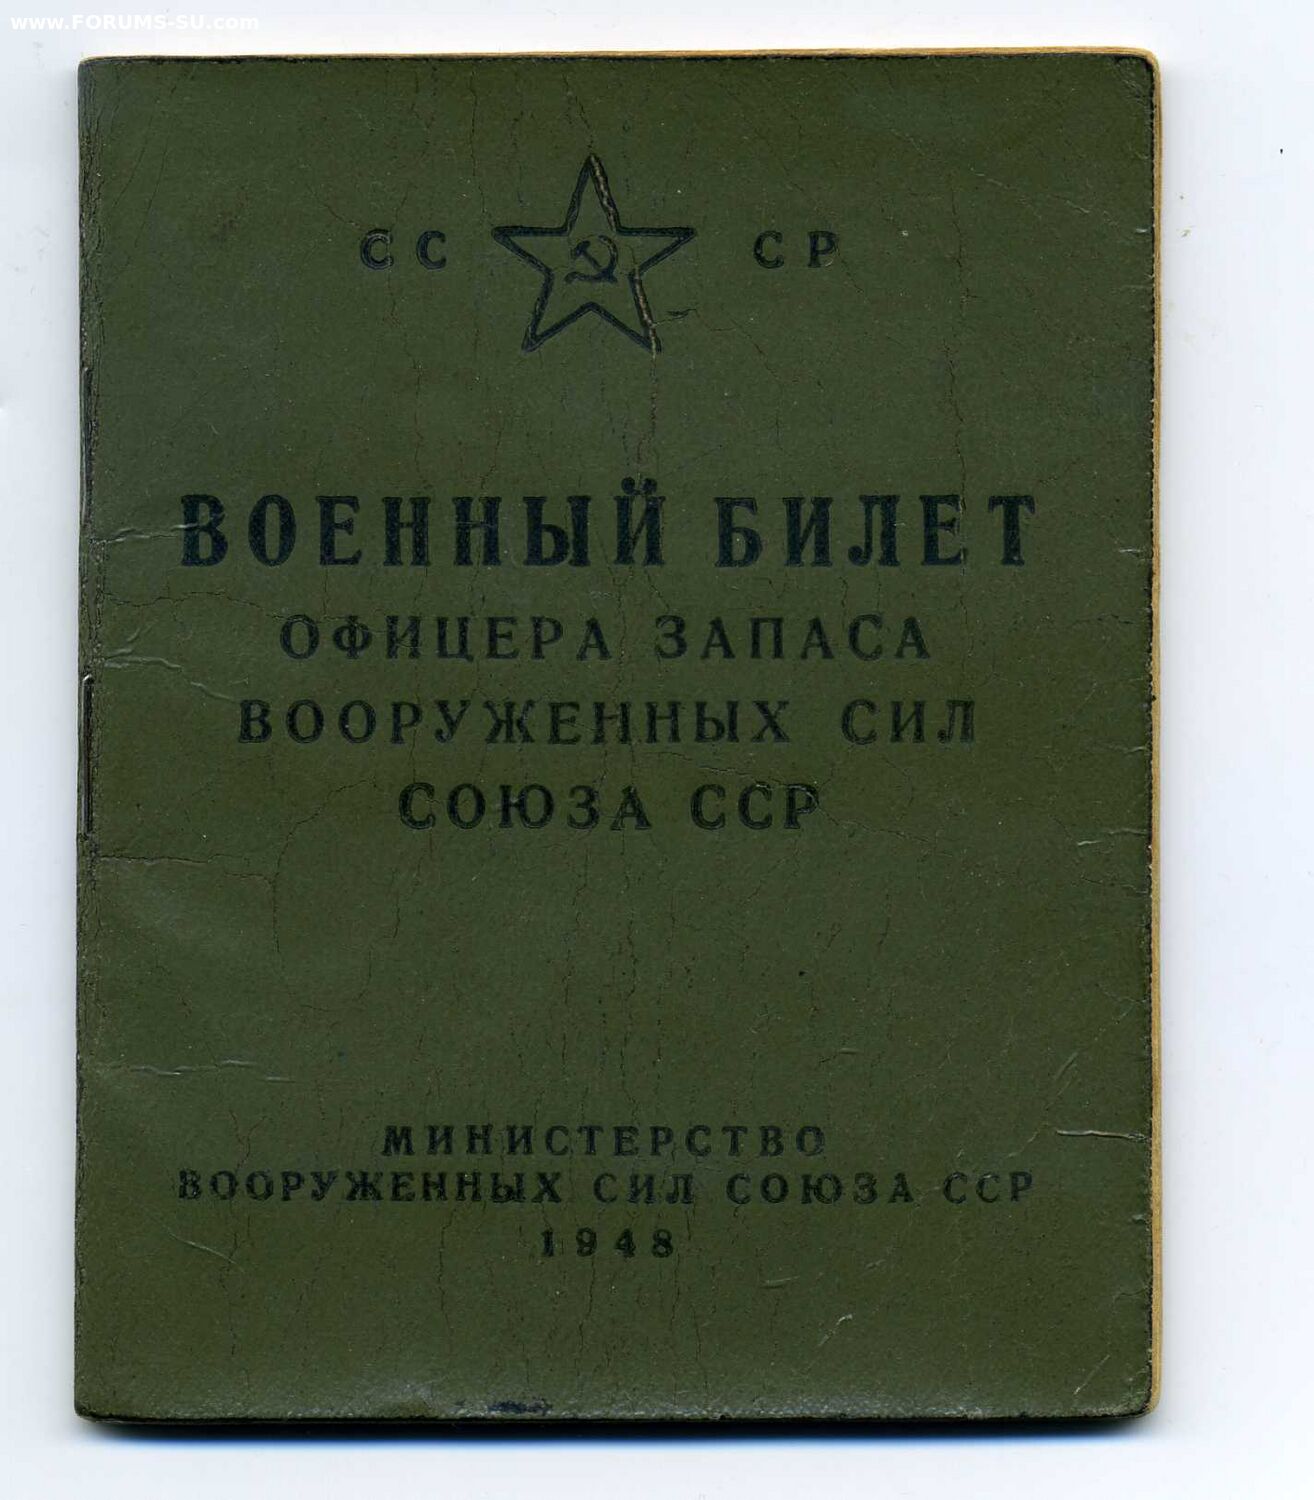 www.FORUMS-SU.com
СС СР
ВОЕННЫЙ БИЛЕТ
ОФИЦЕРА ЗАПАСА
ВООРУЖЕННЫХ СИЛ
СОЮЗА ССР
МИНИСТЕРСТВО
ВООРУЖЕННЫХ СИЛ СОЮЗА ССР
1948